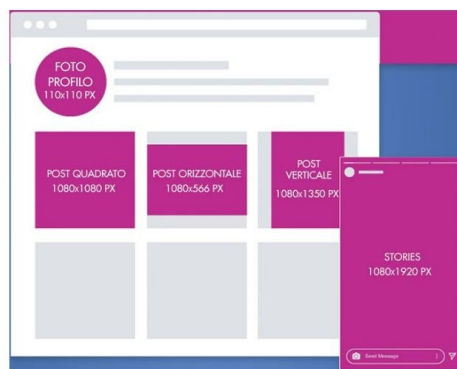 FOTO
PROFILO
110x110 PX
POST QUADRATO
1080x1080 PX
POST ORIZZONTALE
1080x566 PX
POST
VERTICALE
1080x1350 PX
STORIES
1080x1920 PX
Message